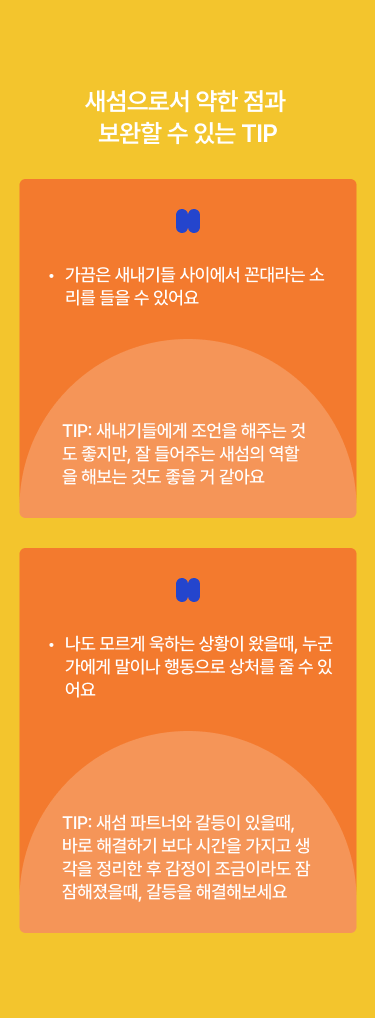 새섬으로서 약한 점과
보완할 수 있는 TIP
• 가끔은 새내기들 사이에서 꼰대라는 소
리를 들을 수 있어요
TIP: 새내기들에게 조언을 해주는 것
도 좋지만, 잘 들어주는 새섬의 역할
을 해보는 것도 좋을 거 같아요
• 나도 모르게 욱하는 상황이 왔을때, 누군
가에게 말이나 행동으로 상처를 줄 수 있
어요
TIP: 새섬 파트너와 갈등이 있을때,
바로 해결하기 보다 시간을 가지고 생
각을 정리한 후 감정이 조금이라도 잠
잠해졌을때, 갈등을 해결해보세요